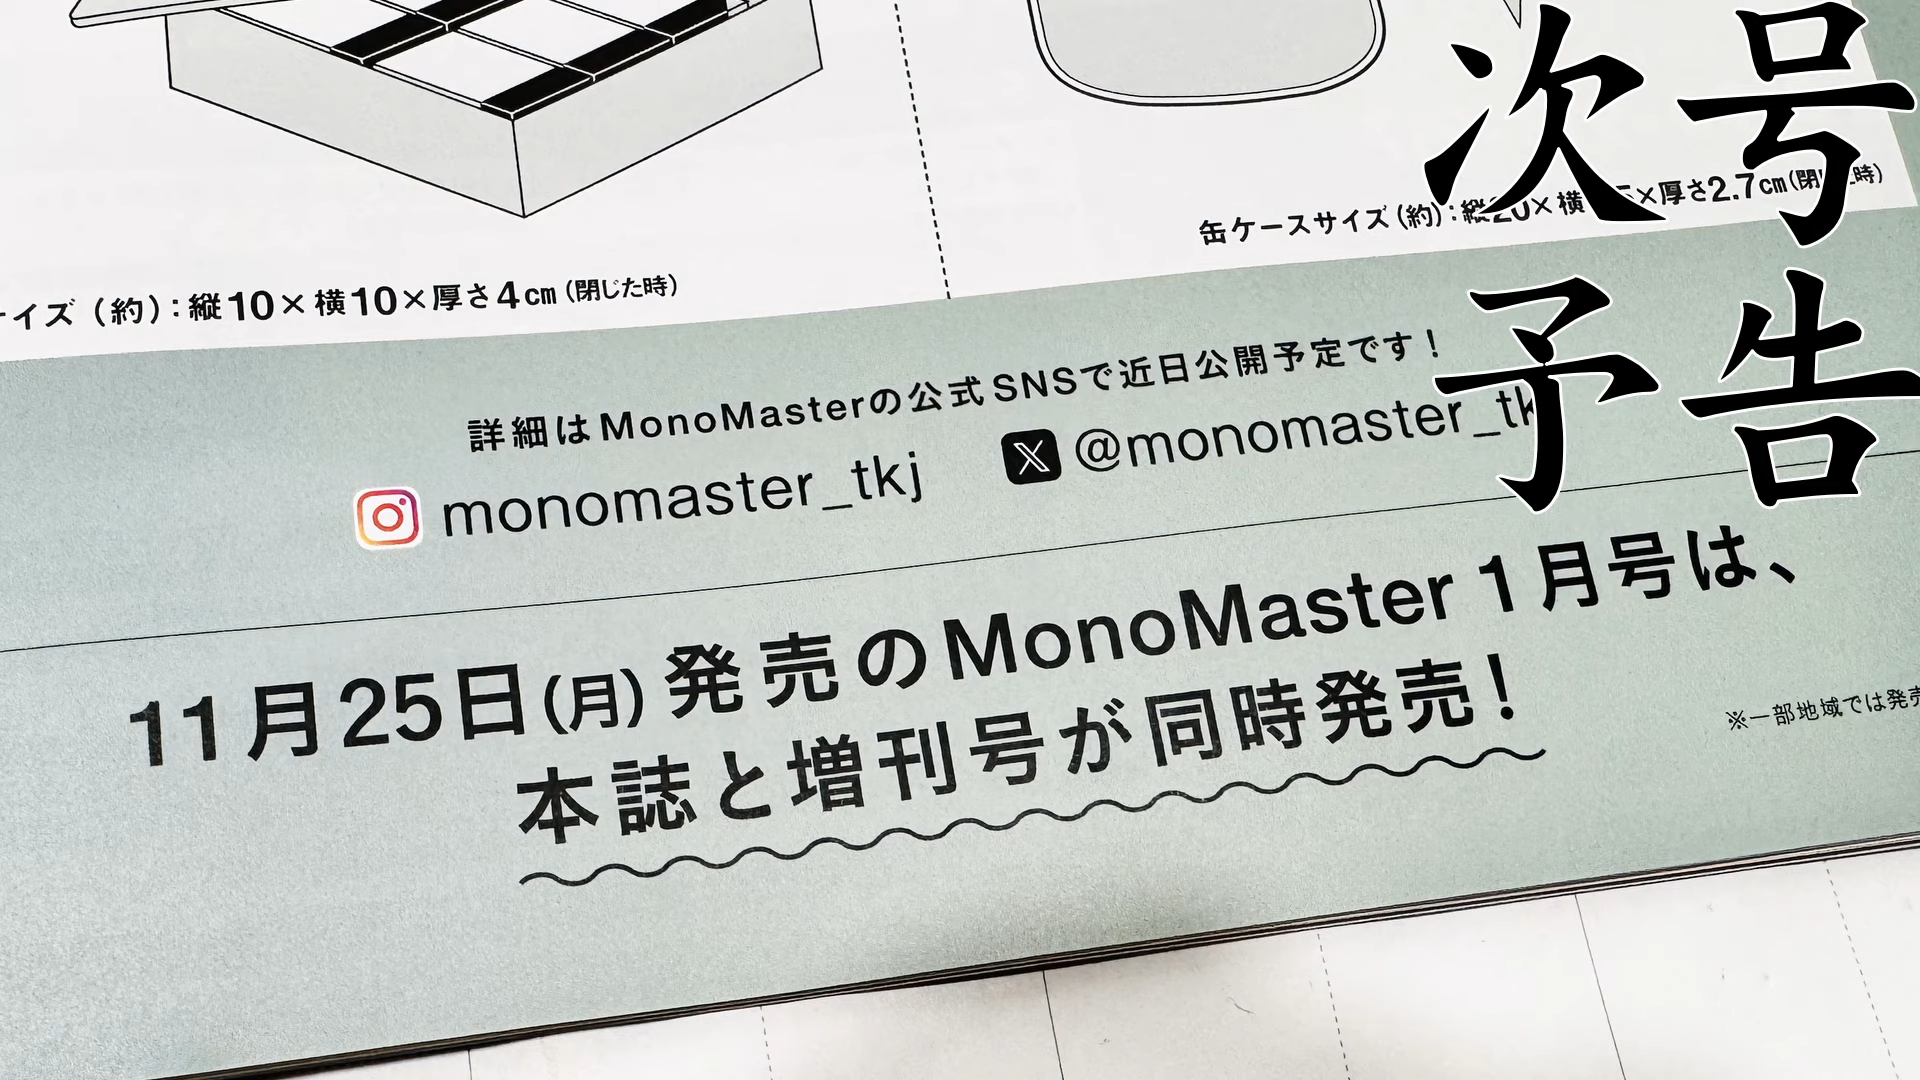 次号
予告
イズ（約）：縦10×横10×厚さ4cm（閉じた時）
缶ケースサイズ（約）：縦20×横 ×厚さ2.7cm（閉 時）
詳細はMonoMasterの公式SNSで近日公開予定です！
monomaster_tkj
@monomaster_tk
11月25日（月）発売のMonoMaster 1月号は、
本誌と増刊号が同時発売！
※一部地域では発売